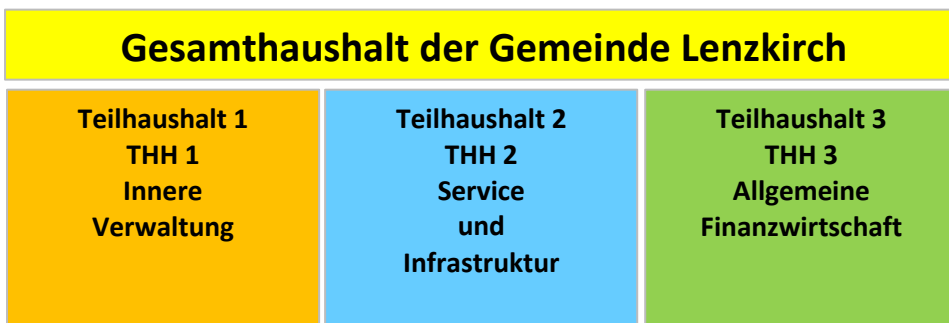 Gesamthaushalt der Gemeinde Lenzkirch
Teilhaushalt 1
THH 1
Innere
Verwaltung
Teilhaushalt 2
THH 2
Service
und
Infrastruktur
Teilhaushalt 3
THH 3
Allgemeine
Finanzwirtschaft